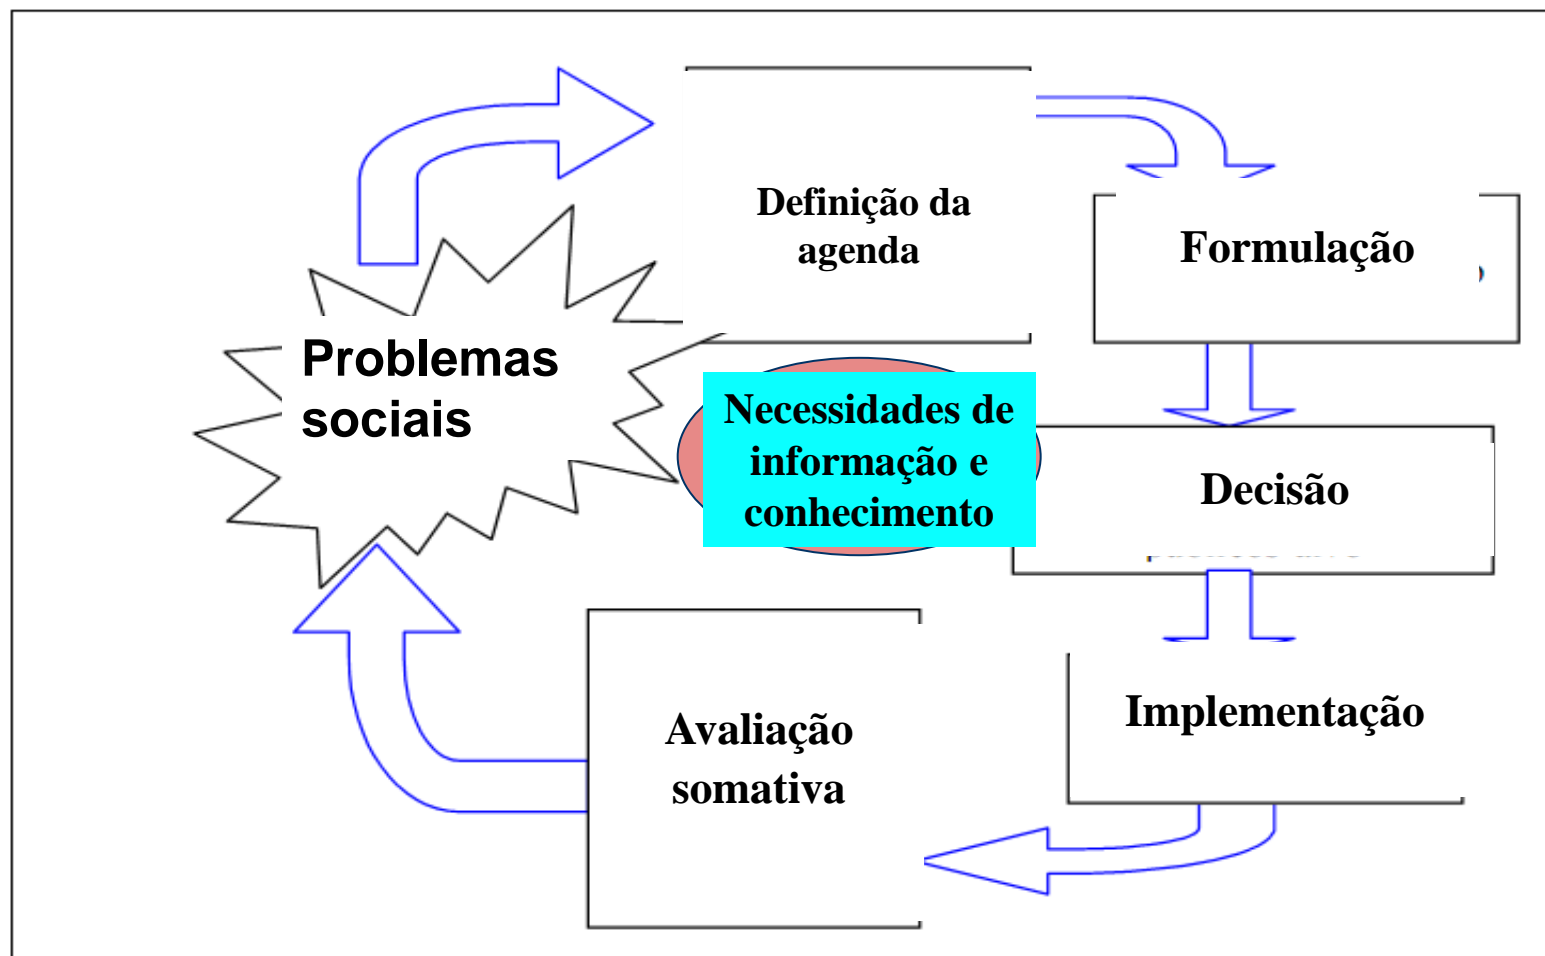 Definição da
agenda
Formulação
Problemas
sociais
Necessidades de
informação e
conhecimento
Decisão
Implementação
Avaliação
somativa